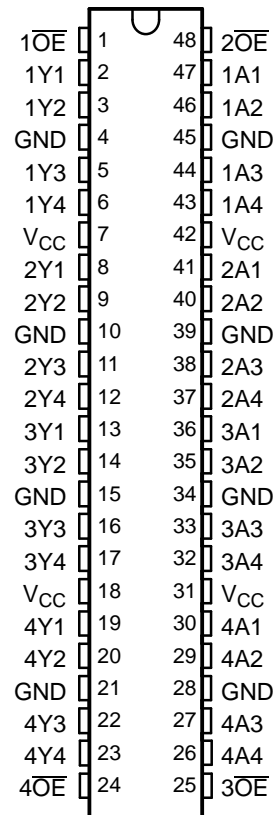 1O̅E̅ 1 48 2O̅E̅
1Y1 2 47 1A1
1Y2 3 46 1A2
GND 4 45 GND
1Y3 5 44 1A3
1Y4 6 43 1A4
VCC 7 42 VCC
2Y1 8 41 2A1
2Y2 9 40 2A2
GND 10 39 GND
2Y3 11 38 2A3
2Y4 12 37 2A4
3Y1 13 36 3A1
3Y2 14 35 3A2
GND 15 34 GND
3Y3 16 33 3A3
3Y4 17 32 3A4
VCC 18 31 VCC
4Y1 19 30 4A1
4Y2 20 29 4A2
GND 21 28 GND
4Y3 22 27 4A3
4Y4 23 26 4A4
4O̅E̅ 24 25 3O̅E̅